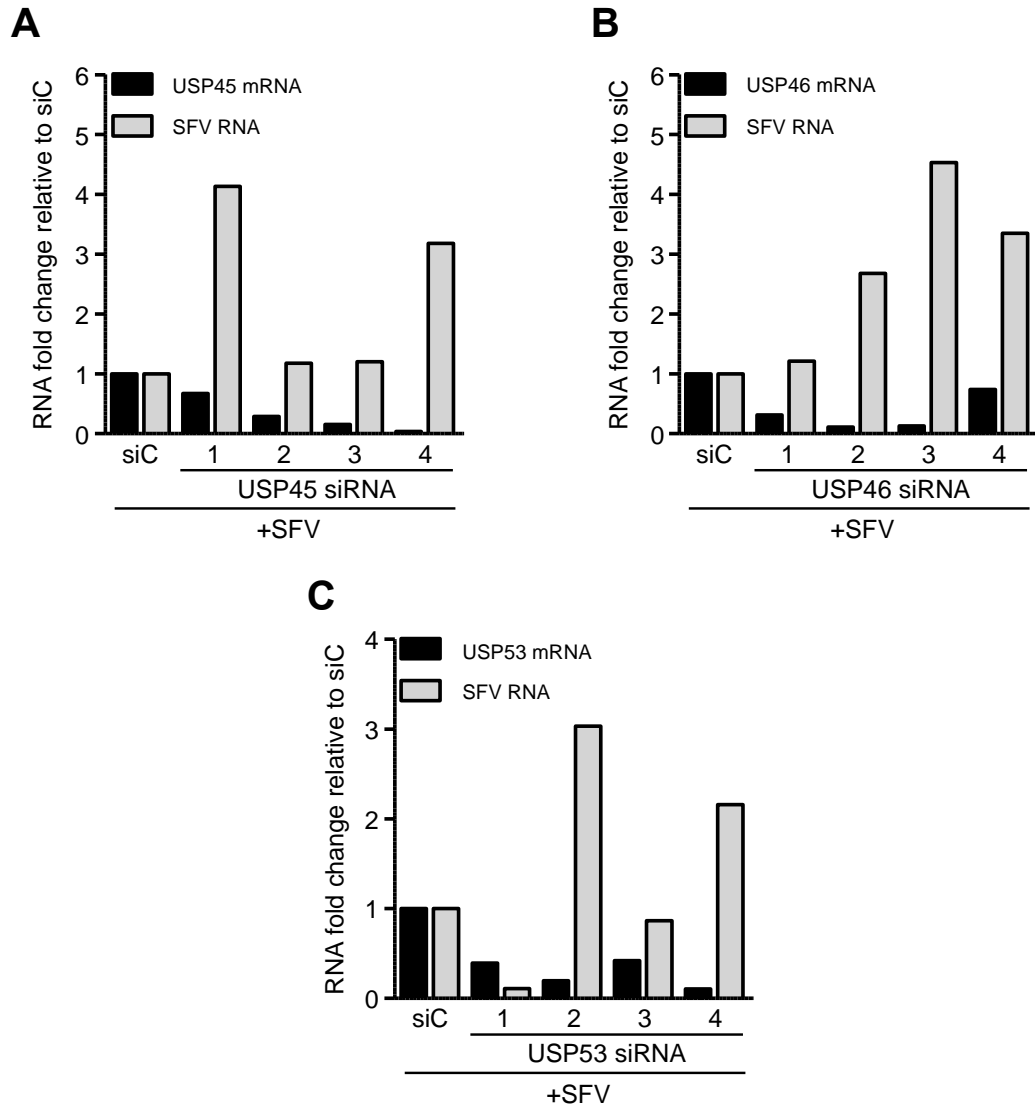 A
RNA fold change relative to siC
6
5
4
3
2
1
0
USP45 mRNA
SFV RNA
siC 1 2 3 4
USP45 siRNA
+SFV
B
RNA fold change relative to siC
6
5
4
3
2
1
0
USP46 mRNA
SFV RNA
siC 1 2 3 4
USP46 siRNA
+SFV
C
RNA fold change relative to siC
4
3
2
1
0
USP53 mRNA
SFV RNA
siC 1 2 3 4
USP53 siRNA
+SFV